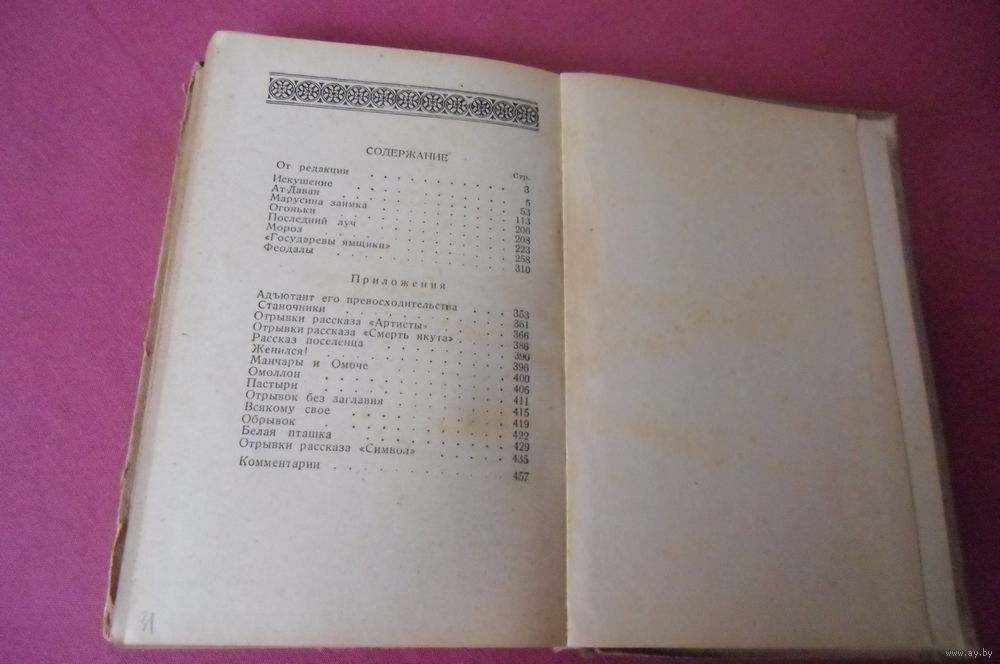 СОДЕРЖАНИЕ
Стр.
От редакции . . . . . . . . 3
Искушение . . . . . . . . 5
Ат-Даван . . . . . . . . 53
Марусина заимка . . . . . . . . 113
Огоньки . . . . . . . . 206
Последний луч . . . . . . . . 208
Мороз . . . . . . . . 223
«Государевы ямщики» . . . . . . . . 258
Феодалы . . . . . . . . 310
Приложения
Адъютант его превосходительства . . . . 353
Станочники . . . . . . . . 361
Отрывки рассказа «Артисты» . . . . . 366
Отрывки рассказа «Смерть якута» . . . . 386
Рассказ поселенца . . . . . . . . 390
Женился! . . . . . . . . 396
Манчары и Омоче . . . . . . . . 400
Омоллон . . . . . . . . 406
Пастыри . . . . . . . . 411
Отрывок без заглавия . . . . . . . 415
Всякому свое . . . . . . . . 419
Обрывок . . . . . . . . 422
Белая пташка . . . . . . . . 429
Отрывки рассказа «Символ» . . . . . 435
Комментарии . . . . . . . . 457
www.ay.by